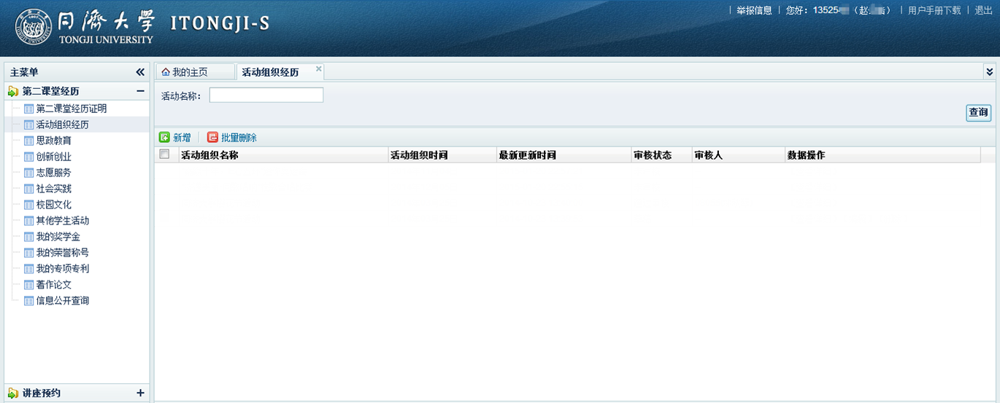 同濟大學
TONGJI UNIVERSITY
ITONGJI-S
举报信息 | 您好：13525 （赵 吉） | 用户手册下载 | 退出
主菜单
第二课堂经历
第二课堂经历证明
活动组织经历
思政教育
创新创业
志愿服务
社会实践
校园文化
其他学生活动
我的奖学金
我的荣誉称号
我的专项专利
著作论文
信息公开查询
讲座预约
我的主页 活动组织经历
活动名称：
查询
新增 批量删除
活动组织名称 活动组织时间 最新更新时间 审核状态 审核人 数据操作